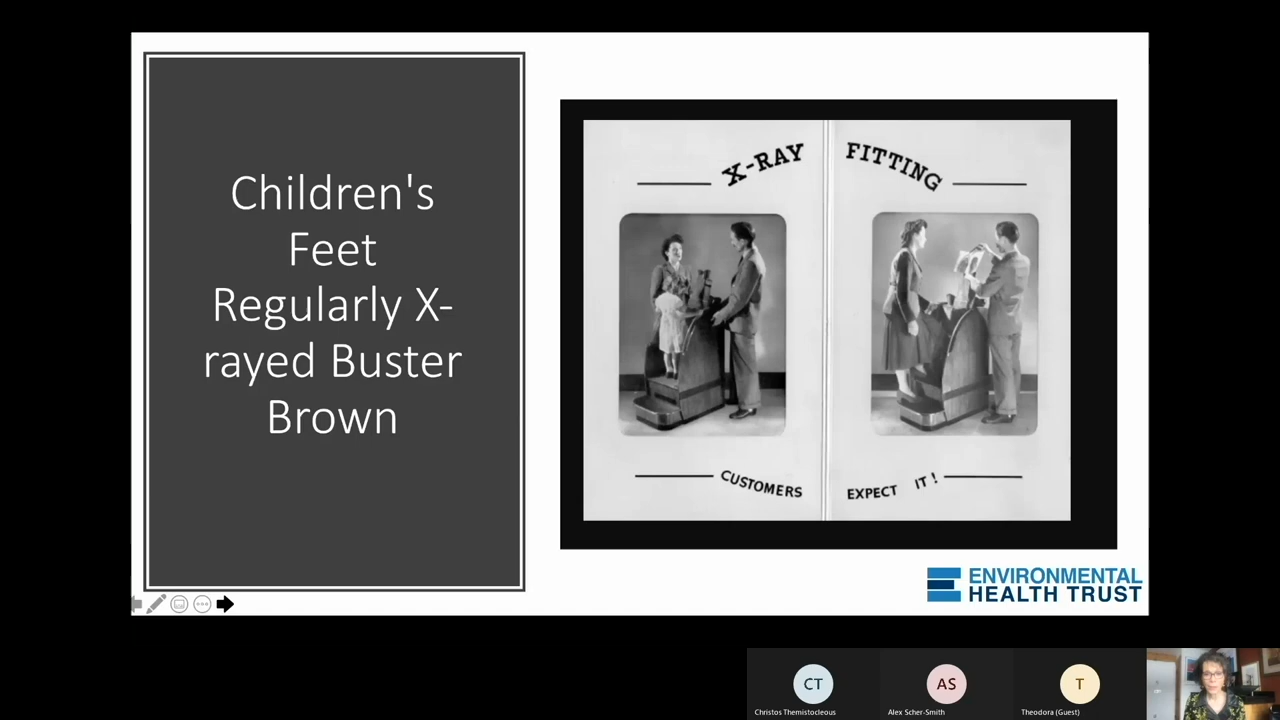 Children's
Feet
Regularly X-
rayed Buster
Brown
X-RAY FITTING
CUSTOMERS EXPECT IT!
ENVIRONMENTAL
HEALTH TRUST
CT
AS
T
Christos Themistocleous
Alex Scher-Smith
Theodora (Guest)